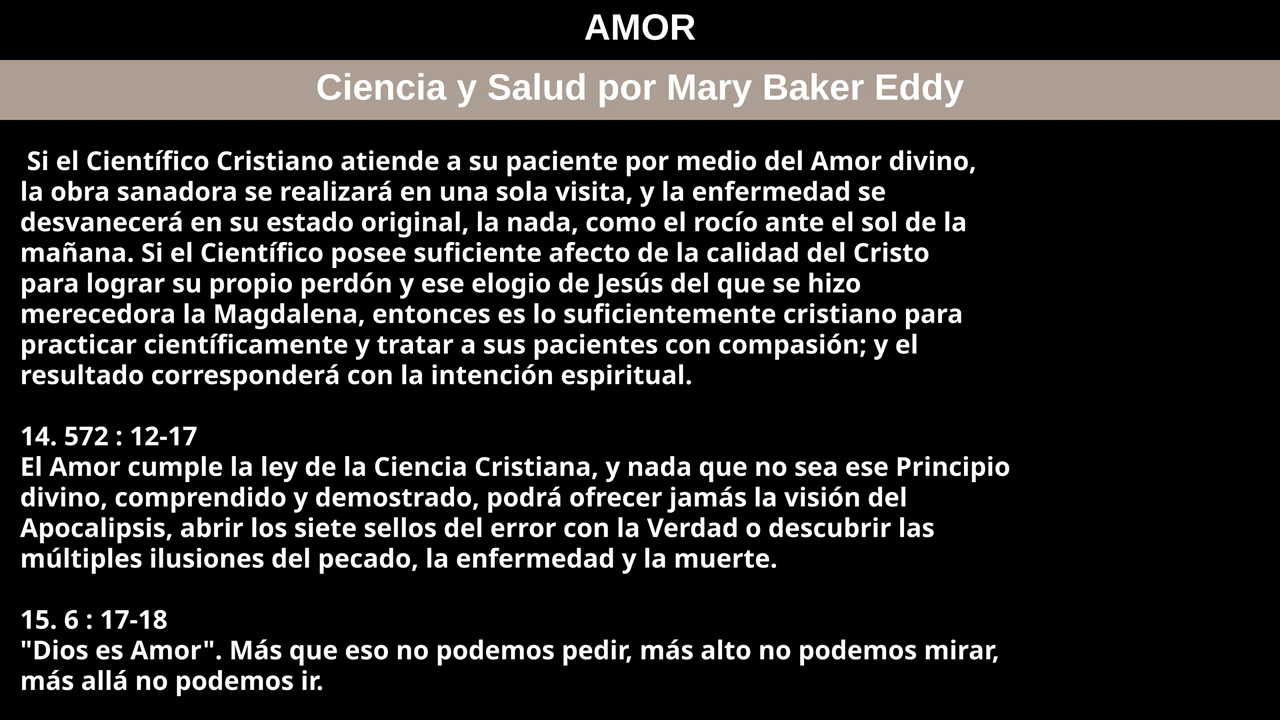 AMOR
Ciencia y Salud por Mary Baker Eddy
Si el Científico Cristiano atiende a su paciente por medio del Amor divino,
la obra sanadora se realizará en una sola visita, y la enfermedad se
desvanecerá en su estado original, la nada, como el rocío ante el sol de la
mañana. Si el Científico posee suficiente afecto de la calidad del Cristo
para lograr su propio perdón y ese elogio de Jesús del que se hizo
merecedora la Magdalena, entonces es lo suficientemente cristiano para
practicar científicamente y tratar a sus pacientes con compasión; y el
resultado corresponderá con la intención espiritual.
14. 572 : 12-17
El Amor cumple la ley de la Ciencia Cristiana, y nada que no sea ese Principio
divino, comprendido y demostrado, podrá ofrecer jamás la visión del
Apocalipsis, abrir los siete sellos del error con la Verdad o descubrir las
múltiples ilusiones del pecado, la enfermedad y la muerte.
15. 6 : 17-18
"Dios es Amor". Más que eso no podemos pedir, más alto no podemos mirar,
más allá no podemos ir.